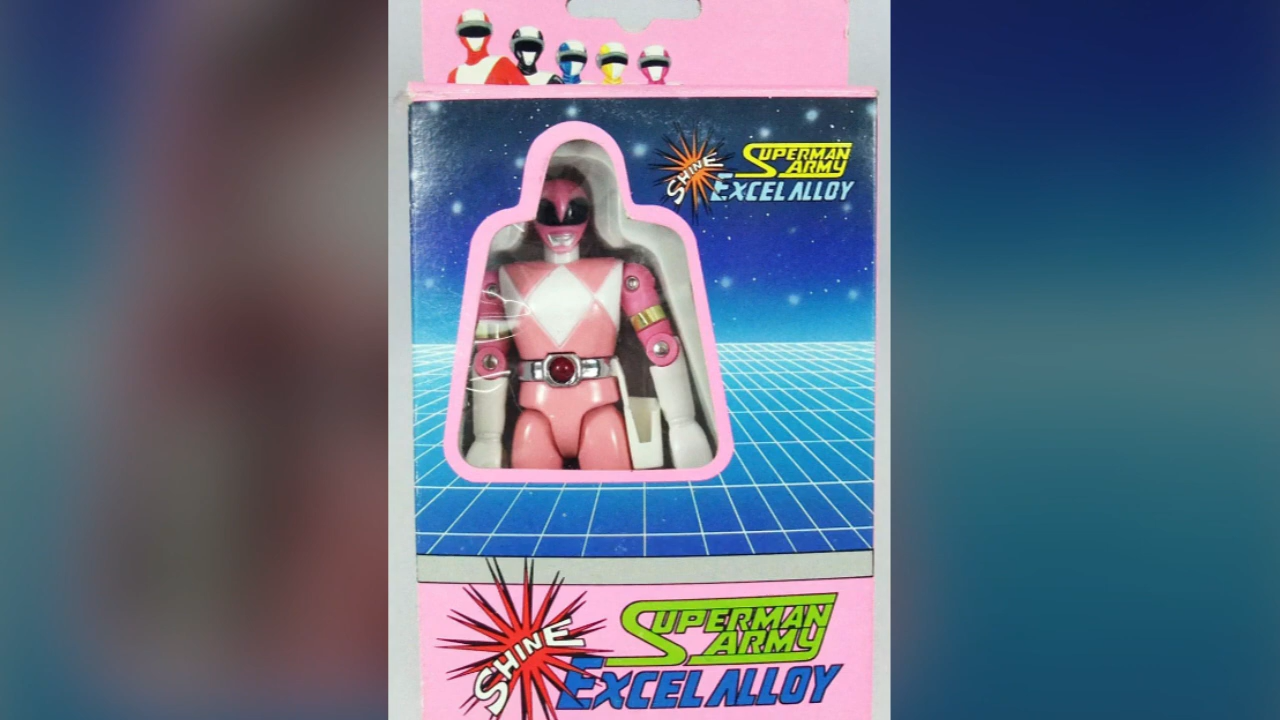 SHINE
SUPERMAN
ARMY
EXCEL ALLOY
SHINE
SUPERMAN
ARMY
EXCEL ALLOY